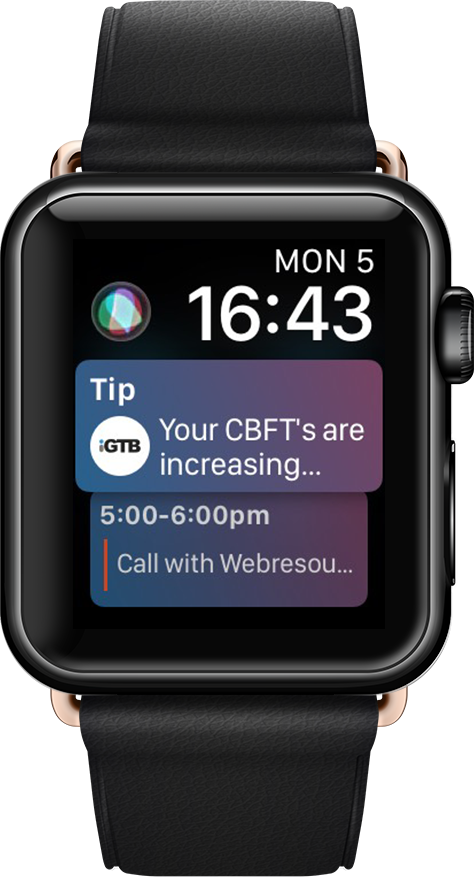 MON 5
16:43
Tip
iGTB
Your CBFT's are
increasing...
5:00-6:00pm
Call with Webresou...